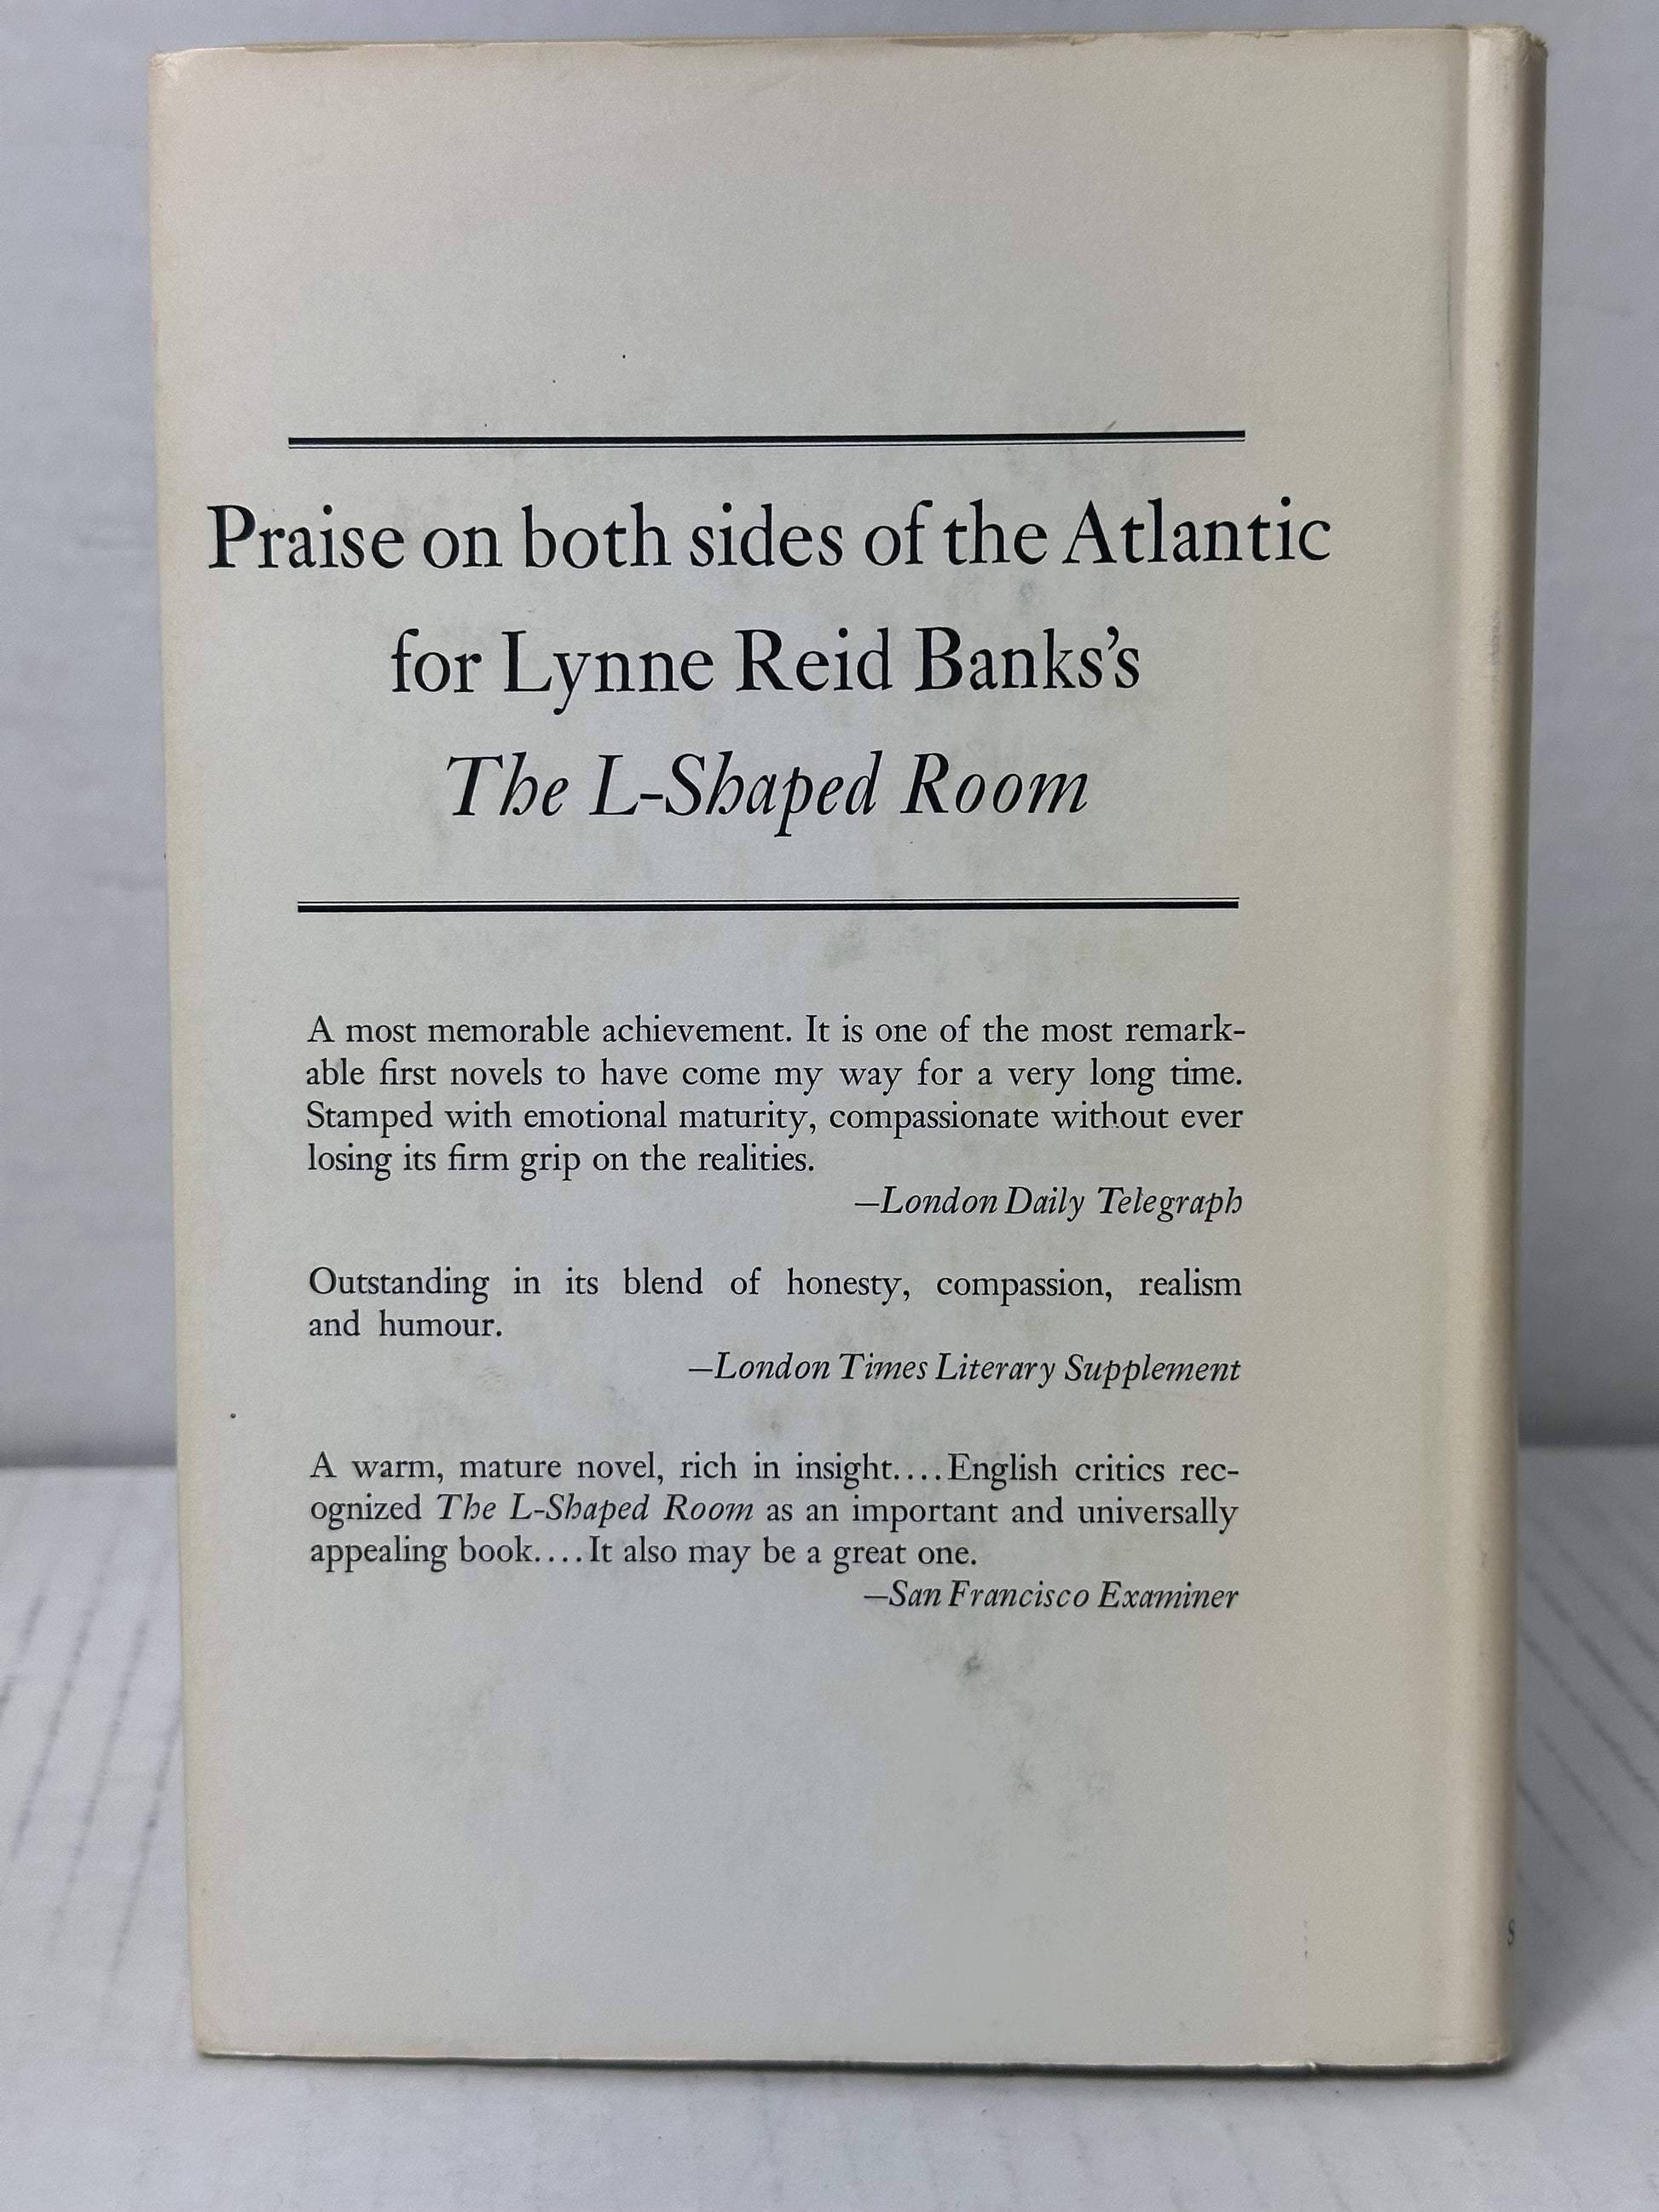 Praise on both sides of the Atlantic
for Lynne Reid Banks's
The L-Shaped Room
A most memorable achievement. It is one of the most remark-
able first novels to have come my way for a very long time.
Stamped with emotional maturity, compassionate without ever
losing its firm grip on the realities.
—London Daily Telegraph
Outstanding in its blend of honesty, compassion, realism
and humour.
—London Times Literary Supplement
A warm, mature novel, rich in insight....English critics rec-
ognized The L-Shaped Room as an important and universally
appealing book....It also may be a great one.
—San Francisco Examiner